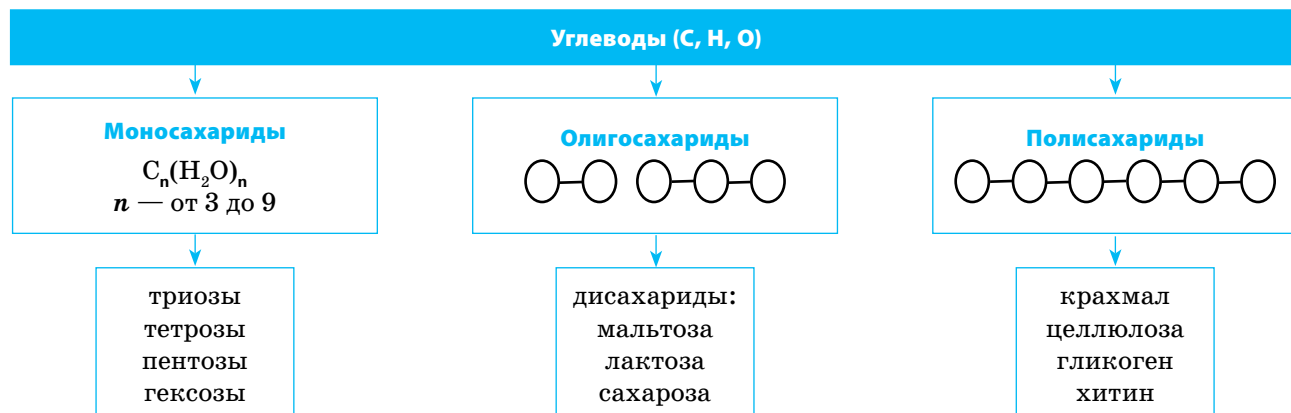 Углеводы (C, H, O)
Моносахариды
Cₙ(H₂O)ₙ
n — от 3 до 9
триозы
тетрозы
пентозы
гексозы
Олигосахариды
дисахариды:
мальтоза
лактоза
сахароза
Полисахариды
крахмал
целлюлоза
гликоген
хитин